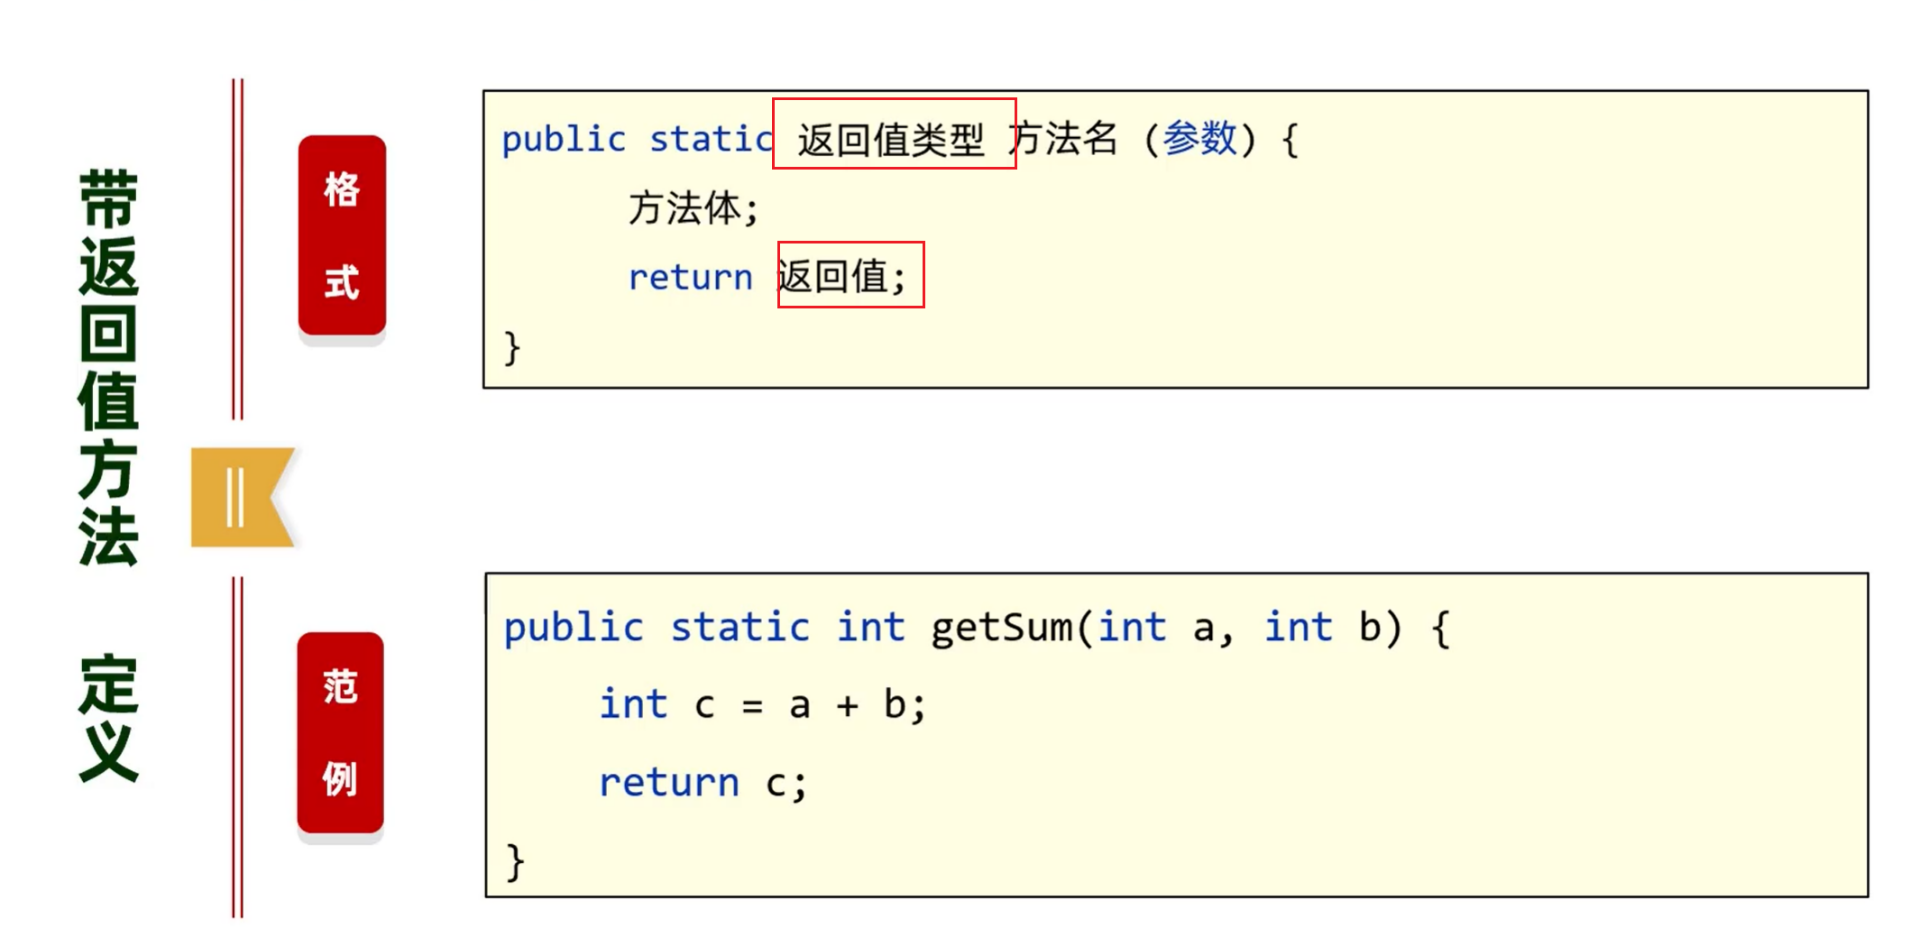 带返回值方法 定义
格式
public static 返回值类型 方法名 (参数) {
方法体;
return 返回值;
}
范例
public static int getSum(int a, int b) {
int c = a + b;
return c;
}